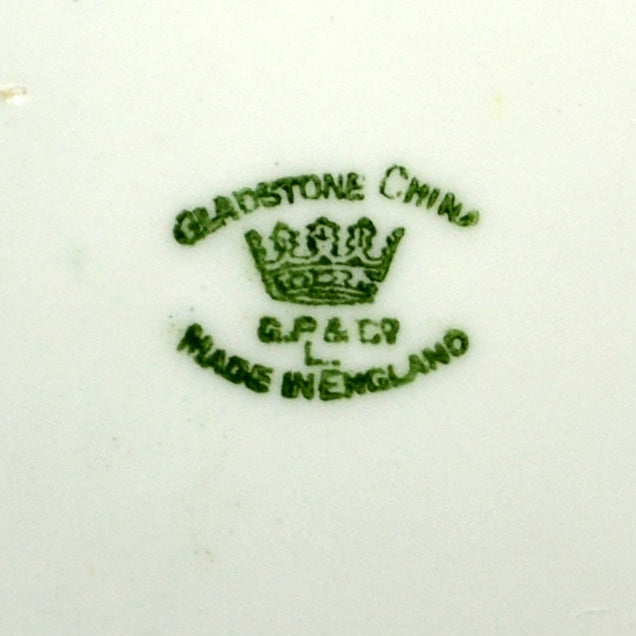 GLADSTONE CHINA
G.P & Co
L.
MADE IN ENGLAND